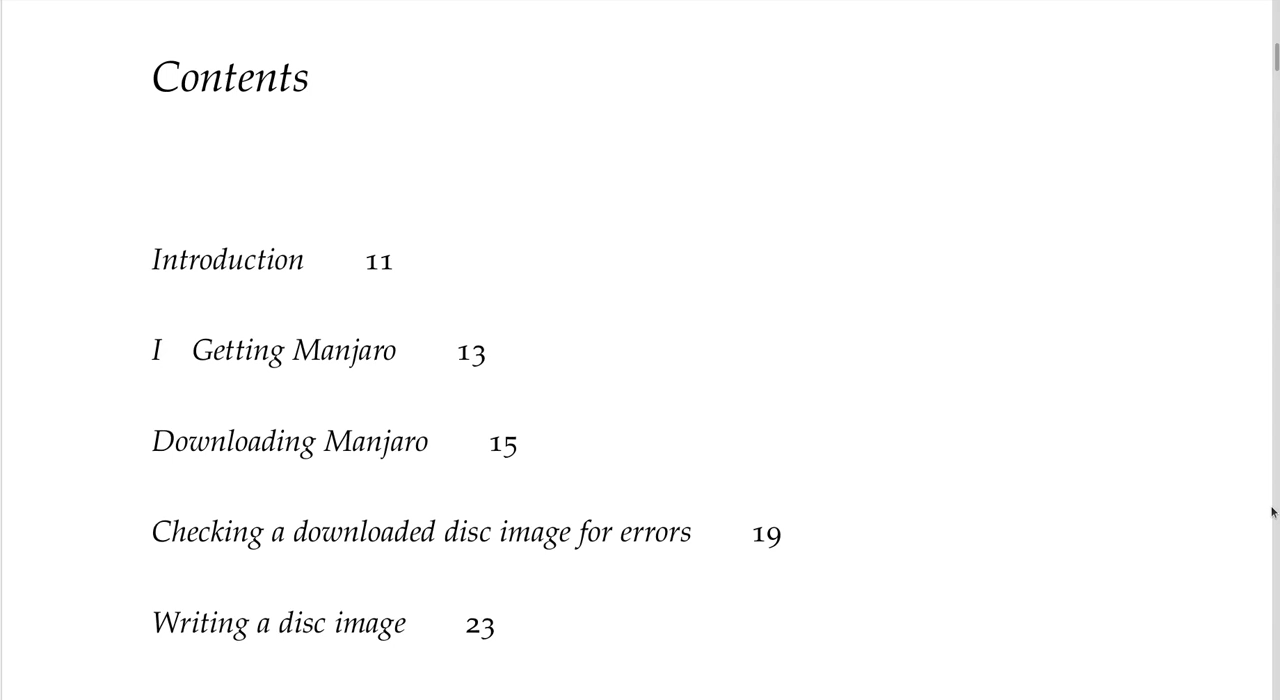 Contents
Introduction 11
I Getting Manjaro 13
Downloading Manjaro 15
Checking a downloaded disc image for errors 19
Writing a disc image 23